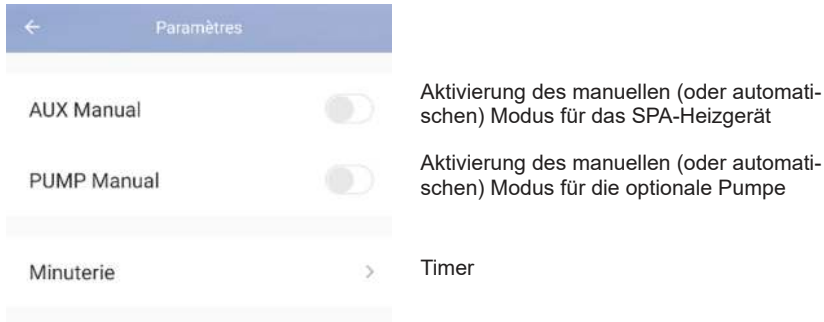 Paramètres
AUX Manual
Aktivierung des manuellen (oder automati-
schen) Modus für das SPA-Heizgerät
PUMP Manual
Aktivierung des manuellen (oder automati-
schen) Modus für die optionale Pumpe
Minuterie
Timer